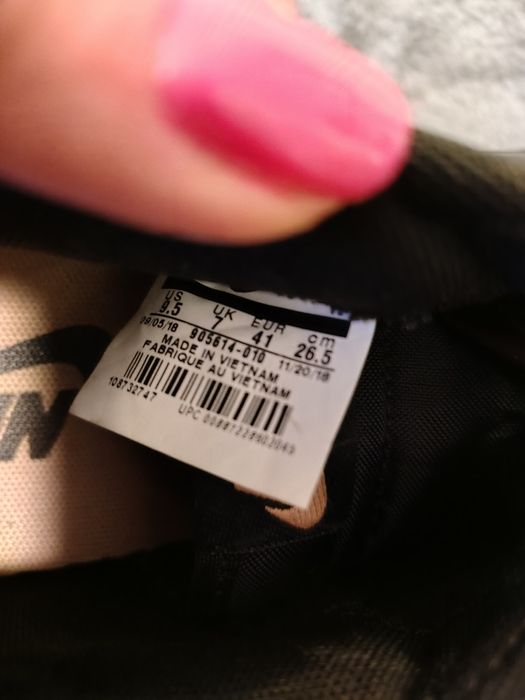 US UK EUR cm
9.5 7 41 26.5
09/05/18 905614-010 11/20/18
MADE IN VIETNAM
FABRIQUE AU VIETNAM
108732747
UPC